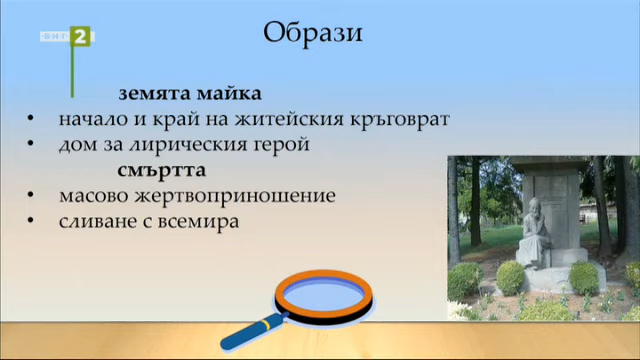 БНТ 2
Образи
земята майка
• начало и край на житейския кръговрат
• дом за лирическия герой
смъртта
• масово жертвоприношение
• сливане с всемира